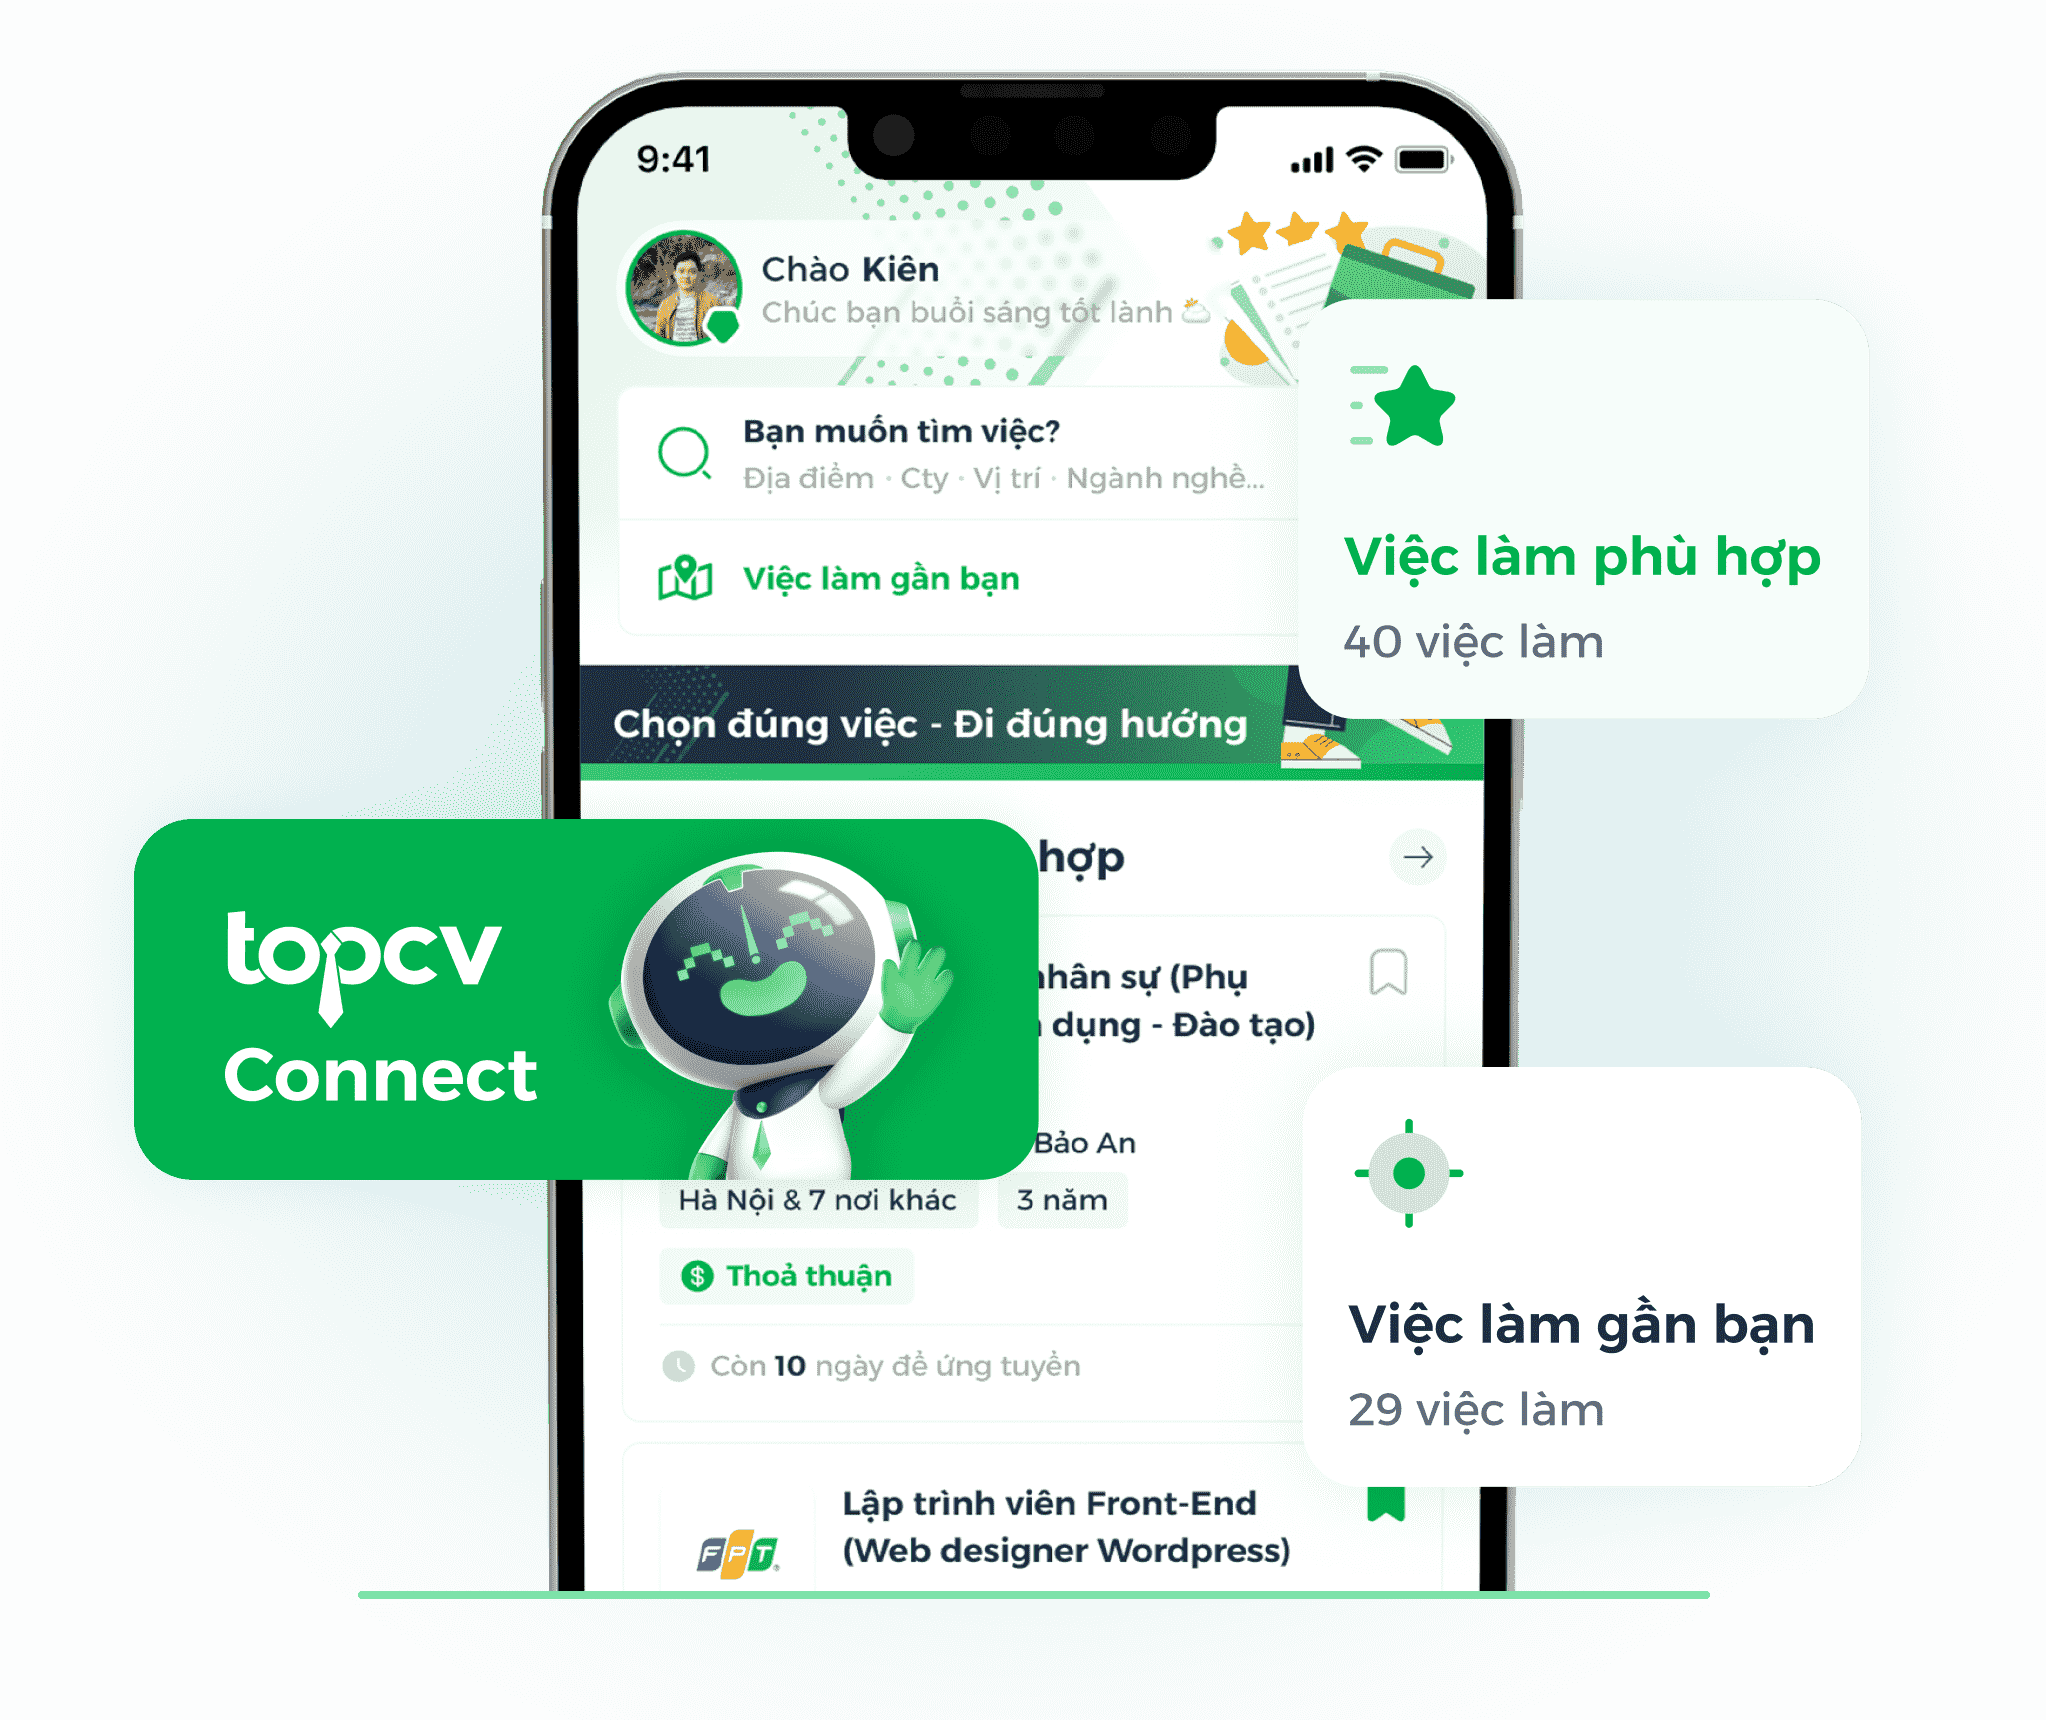 9:41
Chào Kiên
Chúc bạn buổi sáng tốt lành
Bạn muốn tìm việc?
Địa điểm · Cty · Vị trí · Ngành nghề...
Việc làm gần bạn
Việc làm phù hợp
40 việc làm
Chọn đúng việc - Đi đúng hướng
hợp
topcv
Connect
nhân sự (Phụ
dụng - Đào tạo)
Bảo An
Hà Nội & 7 nơi khác
3 năm
$ Thoả thuận
Còn 10 ngày để ứng tuyển
Việc làm gần bạn
29 việc làm
Lập trình viên Front-End
(Web designer Wordpress)
FPT